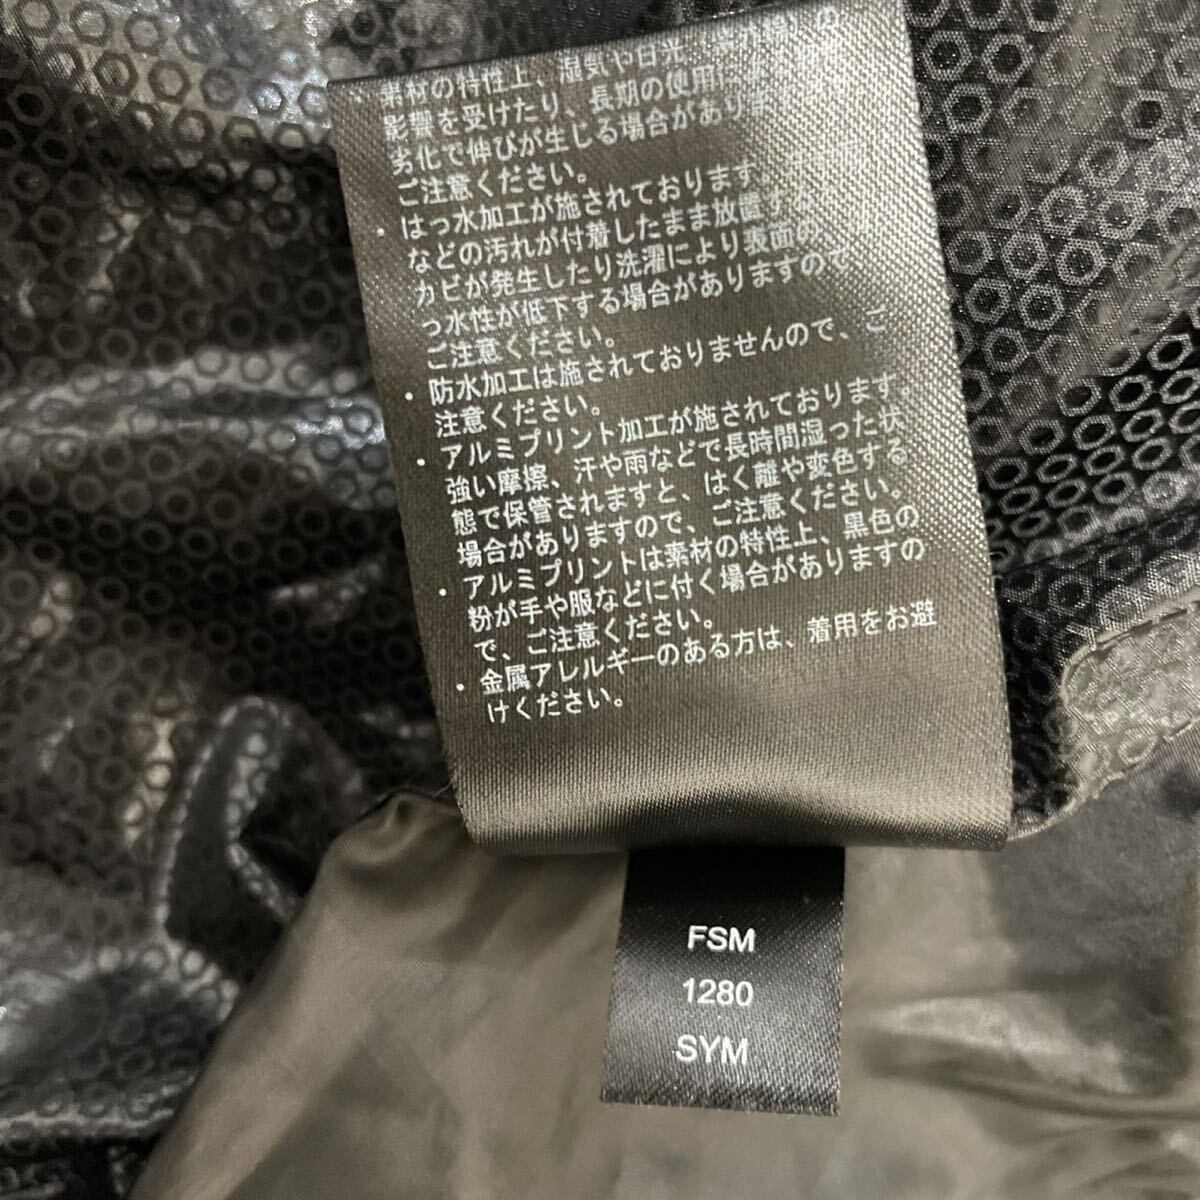 ・素材の特性上、湿気や日光
影響を受けたり、長期の使用
劣化で伸びが生じる場合があります
ご注意ください。
・はっ水加工が施されております。
などの汚れが付着したまま放置する
カビが発生したり洗濯により表面の
っ水性が低下する場合がありますので
ご注意ください。
・防水加工は施されておりませんので、ご
注意ください。
・アルミプリント加工が施されております。
強い摩擦、汗や雨などで長時間湿った状
態で保管されますと、はく離や変色する
場合がありますので、ご注意ください。
・アルミプリントは素材の特性上、黒色の
粉が手や服などに付く場合がありますの
で、ご注意ください。
・金属アレルギーのある方は、着用をお避
けください。
FSM
1280
SYM